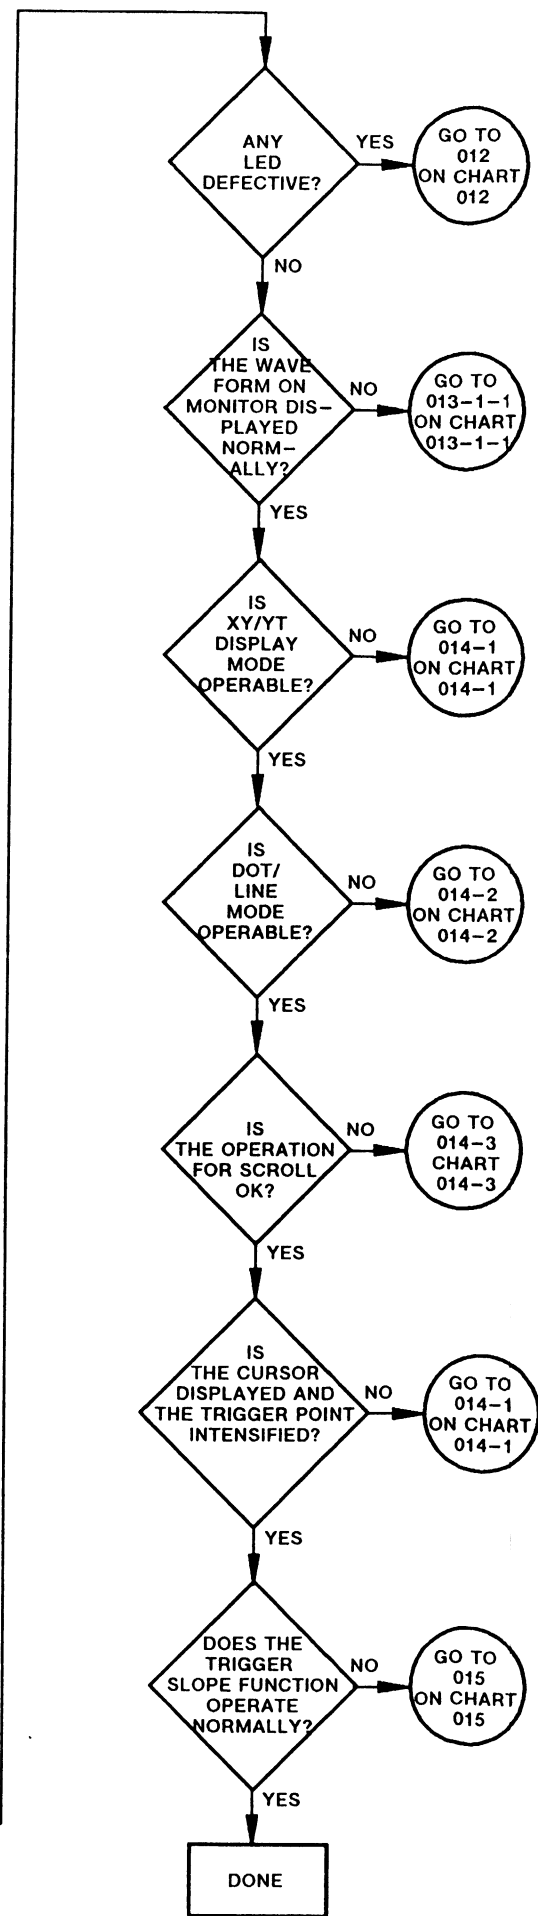 ANY
LED
DEFECTIVE?
YES
GO TO
012
ON CHART
012
NO
IS
THE WAVE
FORM ON
MONITOR DIS-
PLAYED
NORM-
ALLY?
NO
GO TO
013-1-1
ON CHART
013-1-1
YES
IS
XY/YT
DISPLAY
MODE
OPERABLE?
NO
GO TO
014-1
ON CHART
014-1
YES
IS
DOT/
LINE
MODE
OPERABLE?
NO
GO TO
014-2
ON CHART
014-2
YES
IS
THE OPERATION
FOR SCROLL
OK?
NO
GO TO
014-3
CHART
014-3
YES
IS
THE CURSOR
DISPLAYED AND
THE TRIGGER POINT
INTENSIFIED?
NO
GO TO
014-1
ON CHART
014-1
YES
DOES THE
TRIGGER
SLOPE FUNCTION
OPERATE
NORMALLY?
NO
GO TO
015
ON CHART
015
YES
DONE